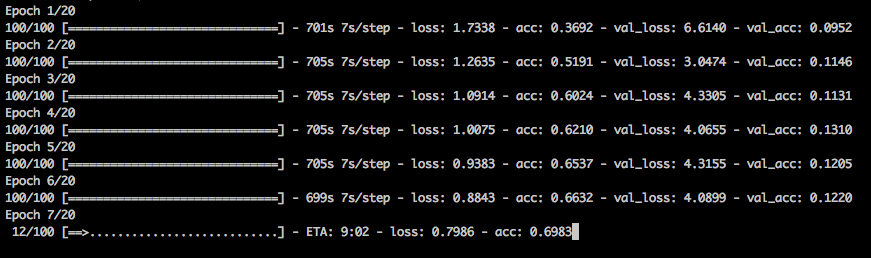 Epoch 1/20
100/100 [==============================] - 701s 7s/step - loss: 1.7338 - acc: 0.3692 - val_loss: 6.6140 - val_acc: 0.0952
Epoch 2/20
100/100 [==============================] - 705s 7s/step - loss: 1.2635 - acc: 0.5191 - val_loss: 3.0474 - val_acc: 0.1146
Epoch 3/20
100/100 [==============================] - 705s 7s/step - loss: 1.0914 - acc: 0.6024 - val_loss: 4.3305 - val_acc: 0.1131
Epoch 4/20
100/100 [==============================] - 705s 7s/step - loss: 1.0075 - acc: 0.6210 - val_loss: 4.0655 - val_acc: 0.1310
Epoch 5/20
100/100 [==============================] - 705s 7s/step - loss: 0.9383 - acc: 0.6537 - val_loss: 4.3155 - val_acc: 0.1205
Epoch 6/20
100/100 [==============================] - 699s 7s/step - loss: 0.8843 - acc: 0.6632 - val_loss: 4.0899 - val_acc: 0.1220
Epoch 7/20
12/100 [==>...........................] - ETA: 9:02 - loss: 0.7986 - acc: 0.6983